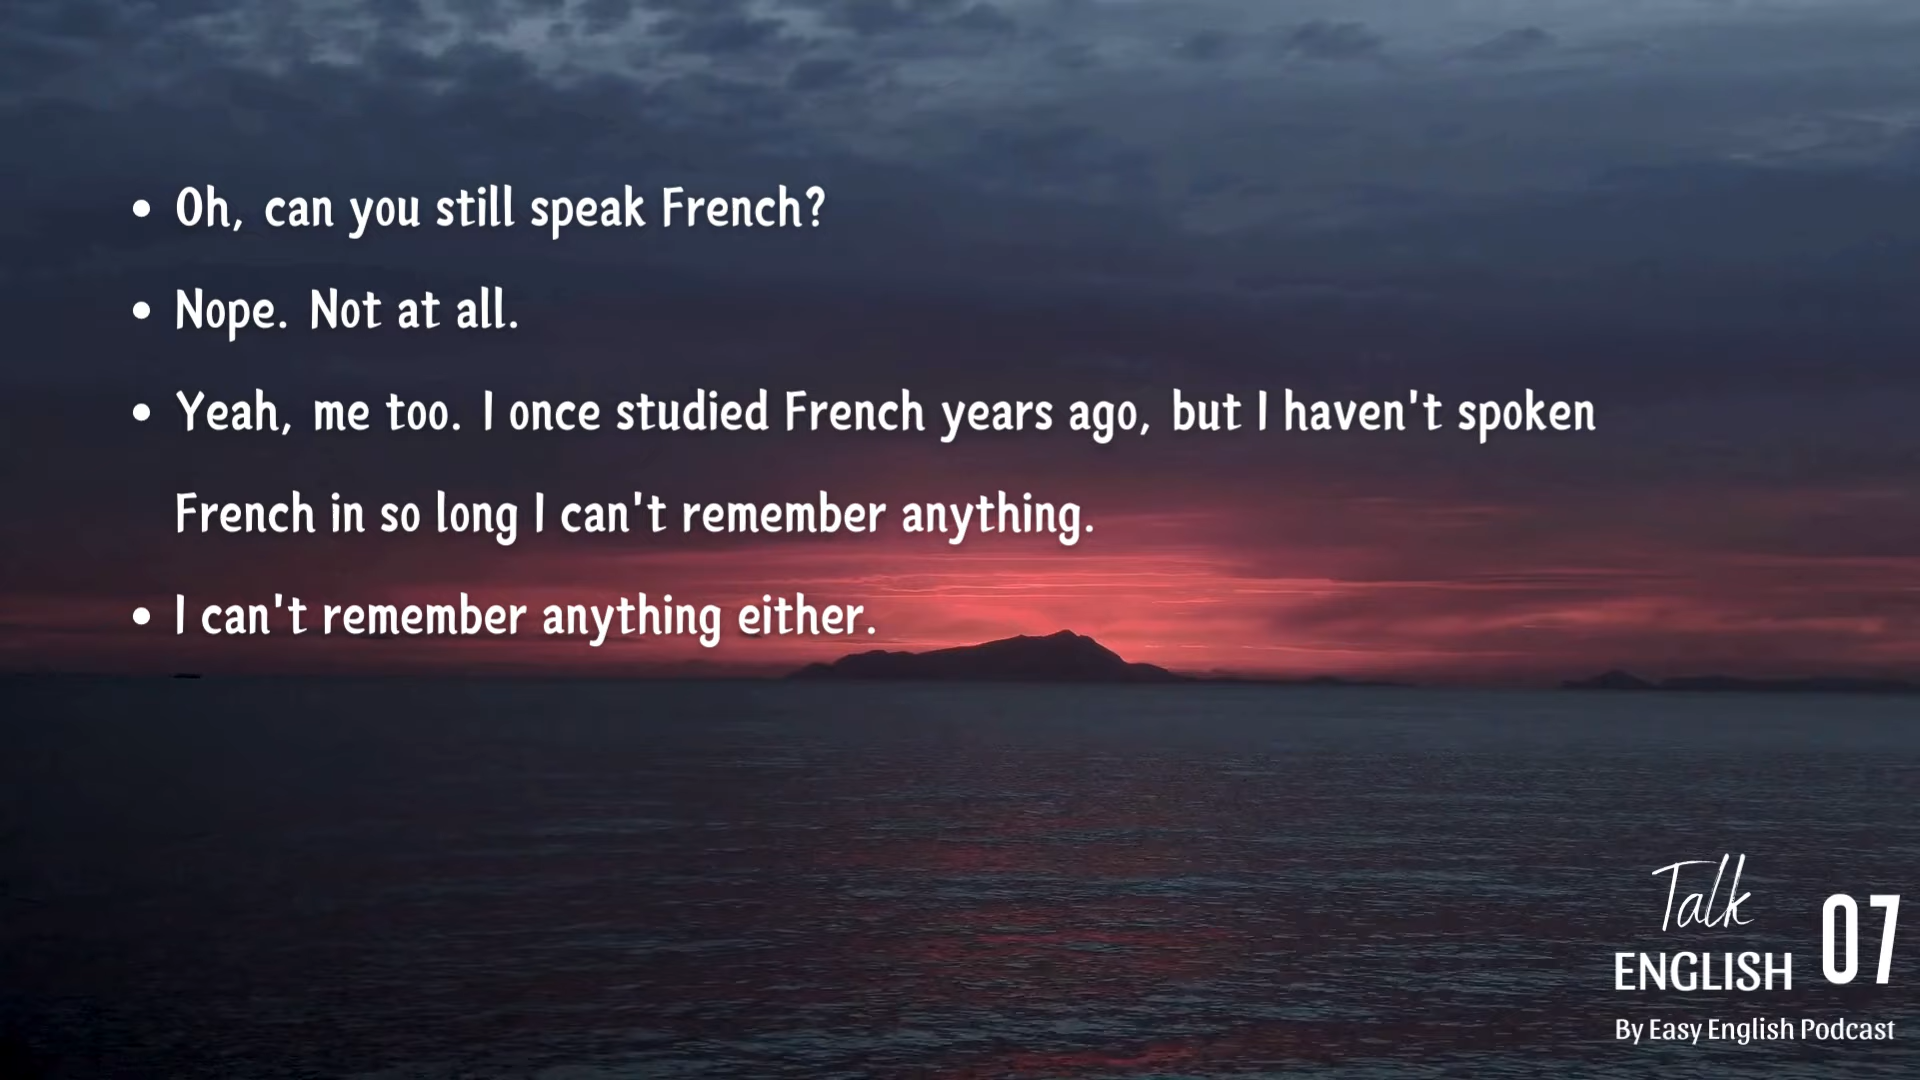 • Oh, can you still speak French?
• Nope. Not at all.
• Yeah, me too. I once studied French years ago, but I haven't spoken
French in so long I can't remember anything.
• I can't remember anything either.
Talk
ENGLISH 07
By Easy English Podcast